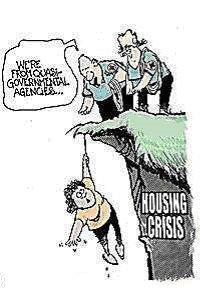 WE'RE
FROM QUASI-
GOVERNMENTAL
AGENCIES...
HOUSING
CRISIS